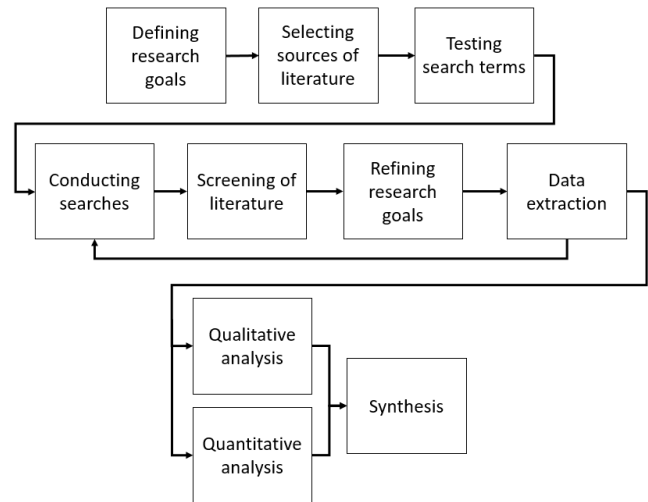 Defining
research
goals
Selecting
sources of
literature
Testing
search terms
Conducting
searches
Screening of
literature
Refining
research
goals
Data
extraction
Qualitative
analysis
Quantitative
analysis
Synthesis